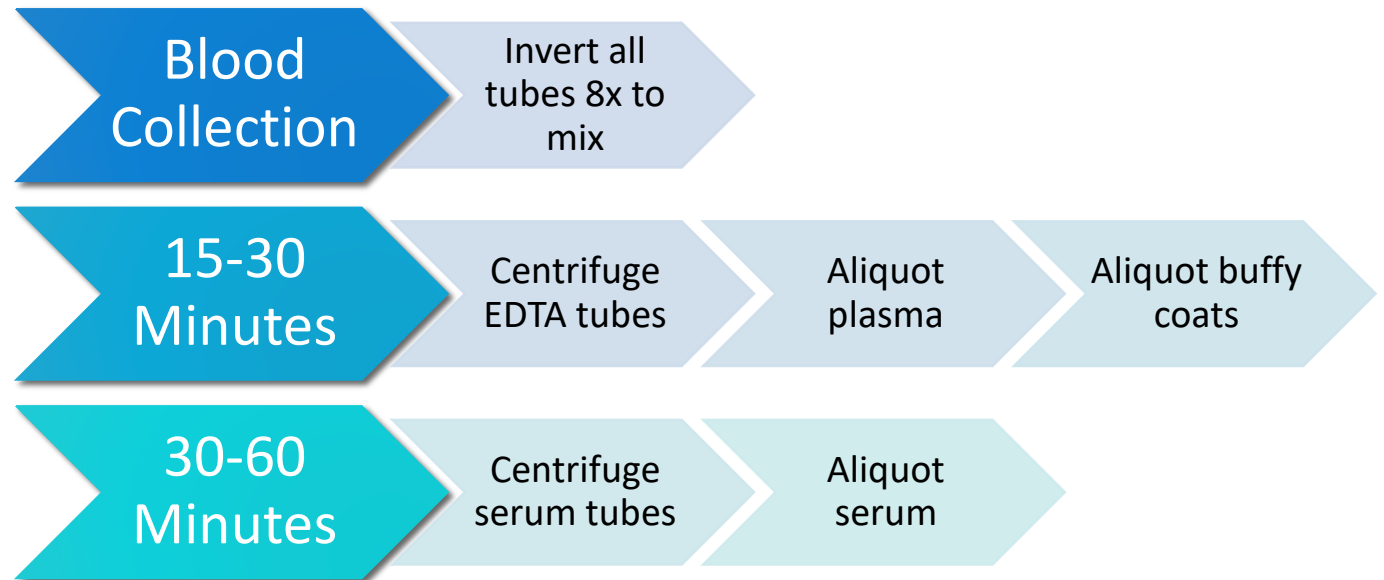 Blood
Collection
Invert all
tubes 8x to
mix
15-30
Minutes
Centrifuge
EDTA tubes
Aliquot
plasma
Aliquot buffy
coats
30-60
Minutes
Centrifuge
serum tubes
Aliquot
serum